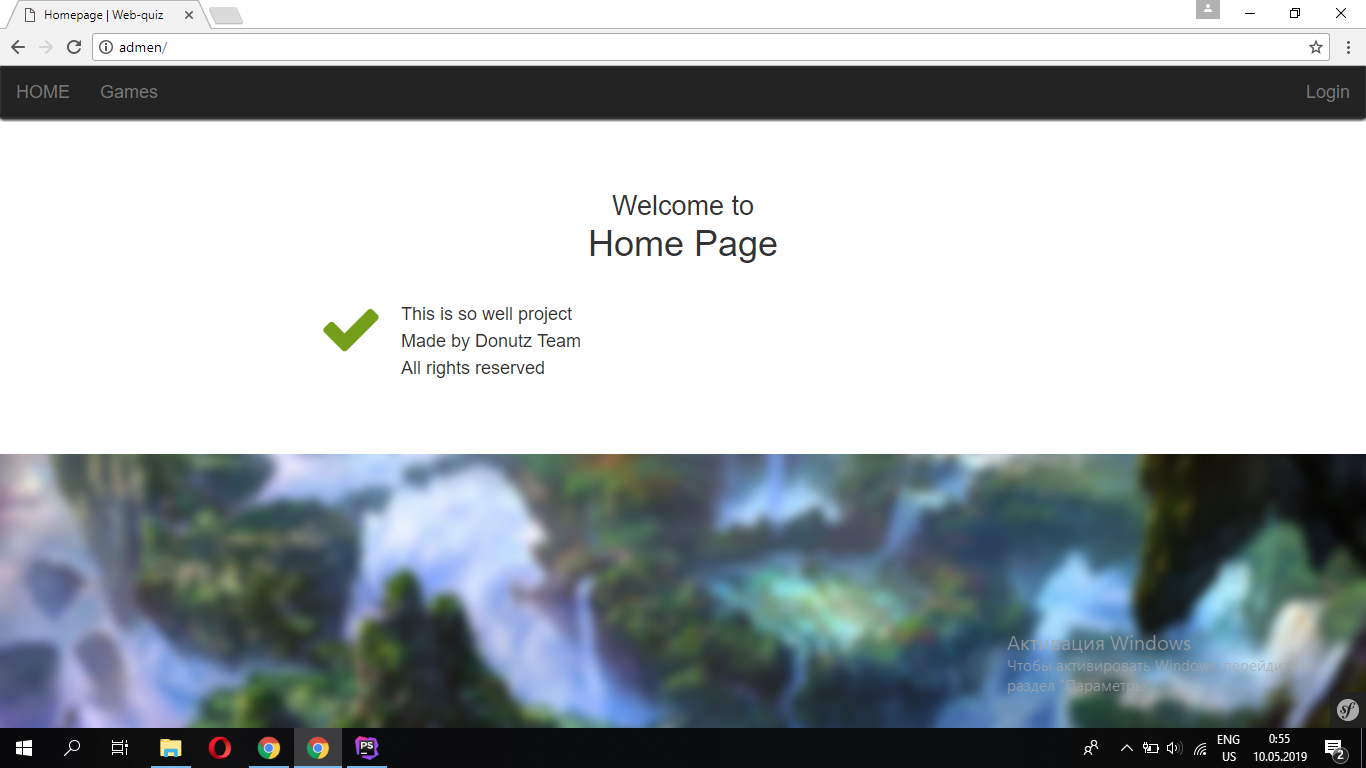 Homepage | Web-quiz
admen/
HOME Games Login
Welcome to
Home Page
This is so well project
Made by Donutz Team
All rights reserved
Активация Windows
Чтобы активировать Windows, перейдите в
раздел "Параметры".
sf
PS
ENG
US
0:55
10.05.2019
2